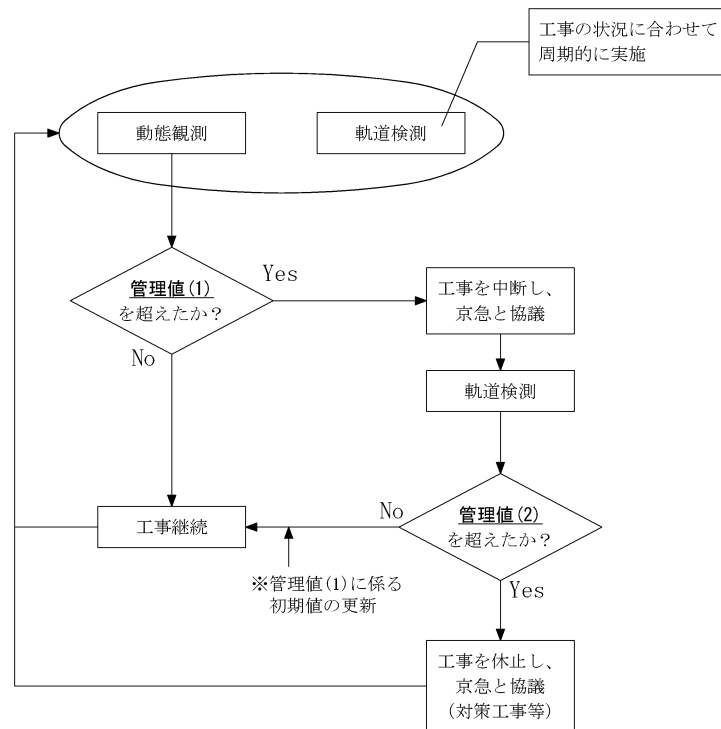 工事の状況に合わせて
周期的に実施
動態観測
軌道検測
管理値(1)
を超えたか？
Yes
No
工事を中断し、
京急と協議
軌道検測
管理値(2)
を超えたか？
No
Yes
工事継続
※管理値(1)に係る
初期値の更新
工事を休止し、
京急と協議
(対策工事等)